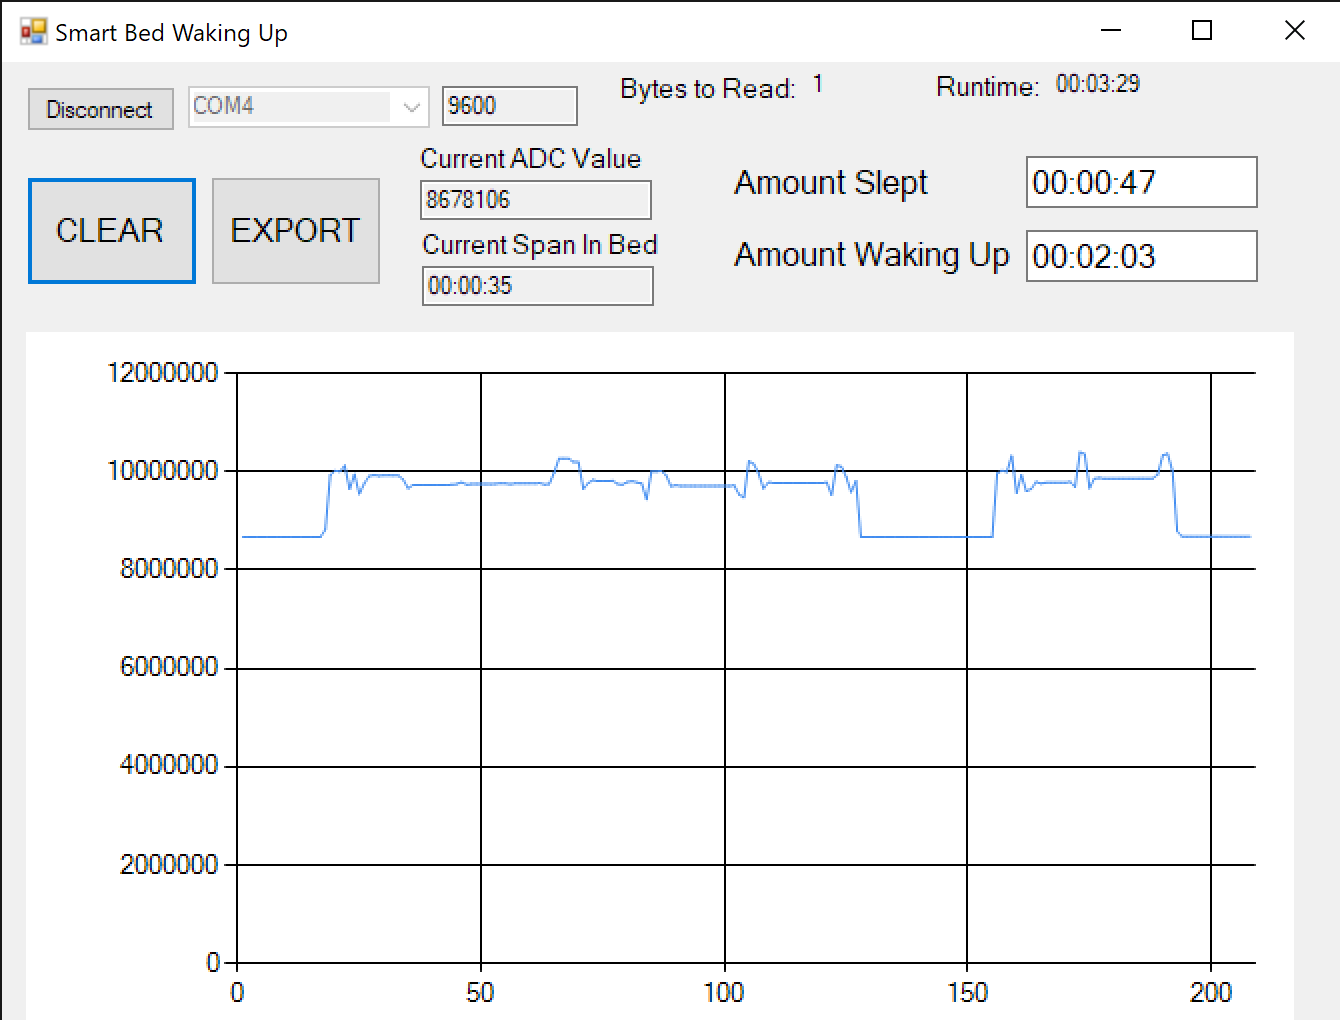 Smart Bed Waking Up
Disconnect COM4 9600 Bytes to Read: 1 Runtime: 00:03:29
Current ADC Value
8678106
Current Span In Bed
00:00:35
CLEAR EXPORT
Amount Slept 00:00:47
Amount Waking Up 00:02:03
12000000
10000000
8000000
6000000
4000000
2000000
0
0 50 100 150 200